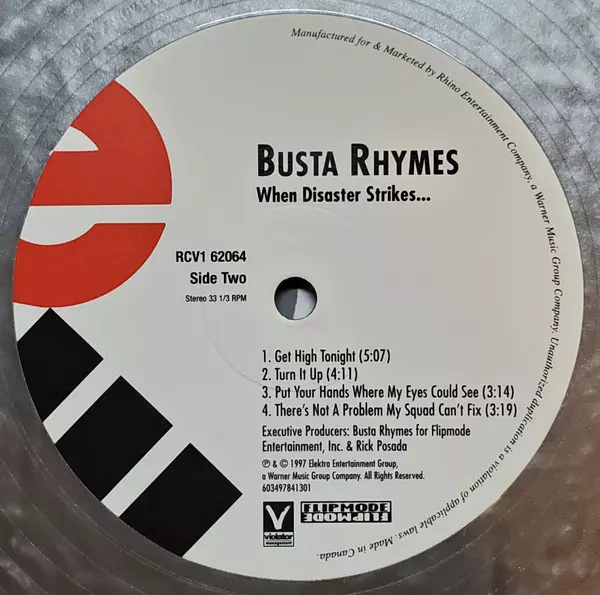 Manufactured for & Marketed by Rhino Entertainment Company, a Warner Music Group Company. Unauthorized duplication is a violation of applicable laws. Made in Canada.
e
BUSTA RHYMES
When Disaster Strikes...
RCV1 62064
Side Two
Stereo 33 1/3 RPM
1. Get High Tonight (5:07)
2. Turn It Up (4:11)
3. Put Your Hands Where My Eyes Could See (3:14)
4. There's Not A Problem My Squad Can't Fix (3:19)
Executive Producers: Busta Rhymes for Flipmode
Entertainment, Inc. & Rick Posada
℗ & © 1997 Elektra Entertainment Group,
a Warner Music Group Company. All Rights Reserved.
603497841301
V
violator
management
FLIPMODE
FLIPMODE
FLIPMODE